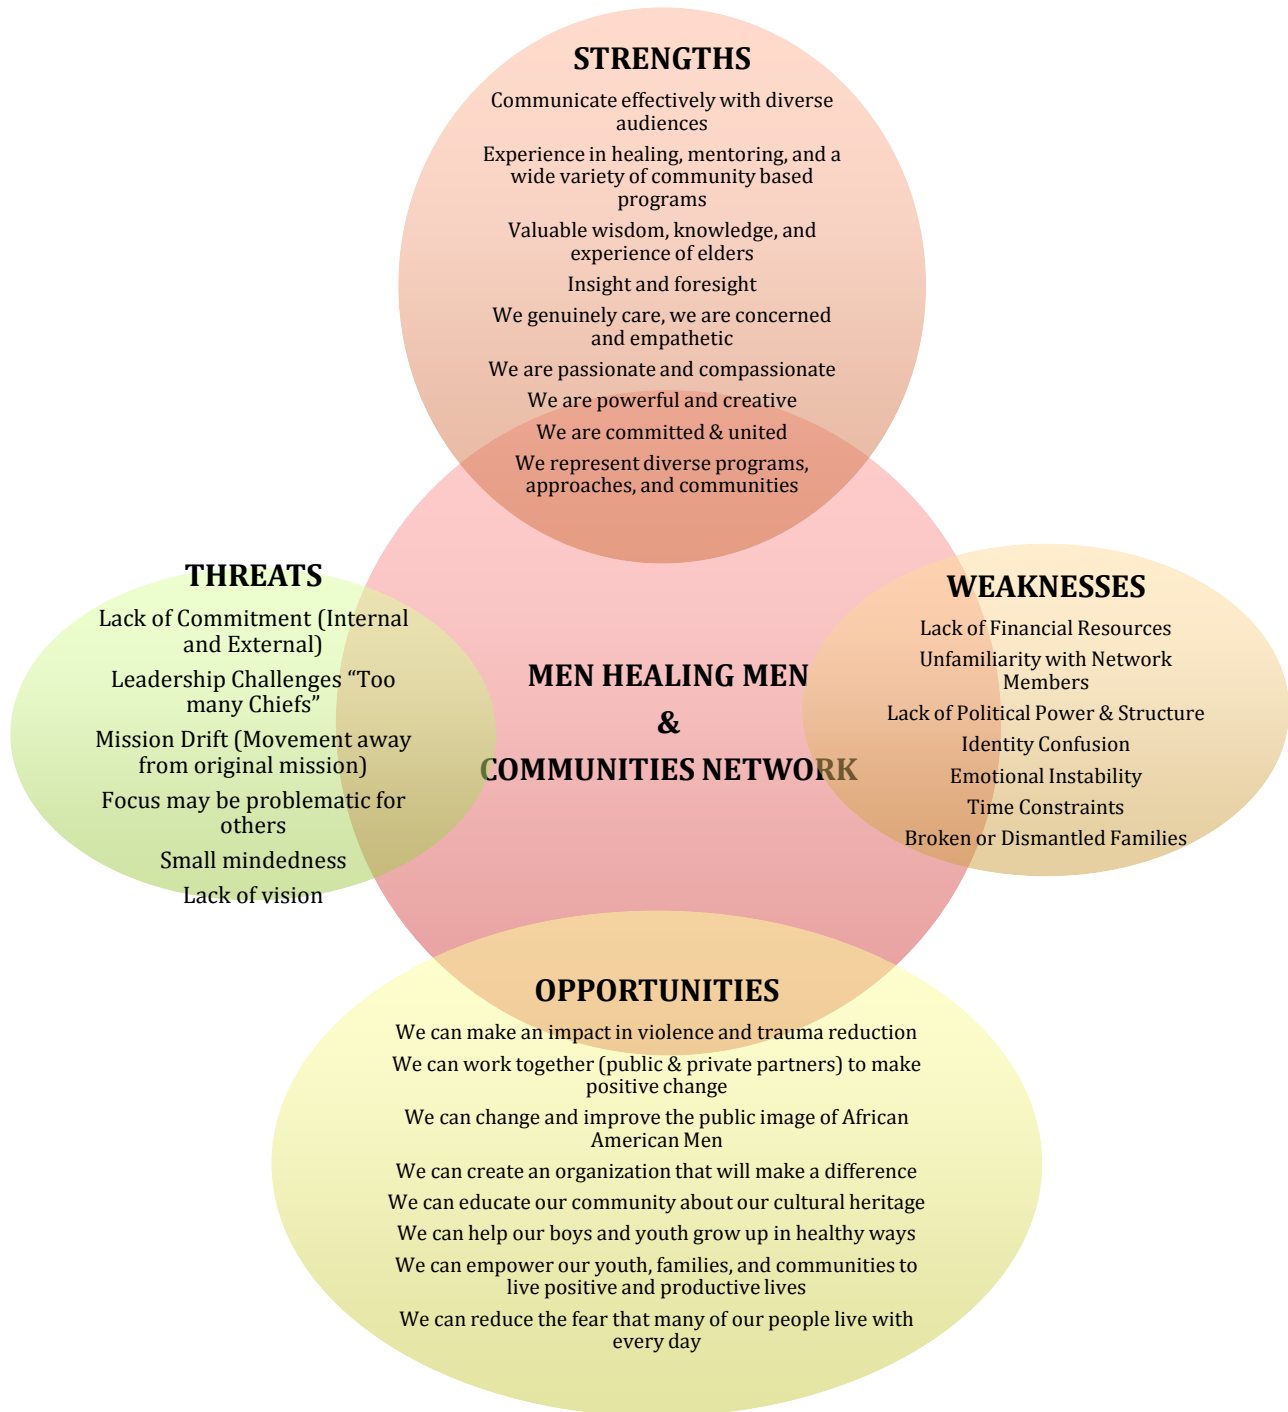 STRENGTHS
Communicate effectively with diverse
audiences
Experience in healing, mentoring, and a
wide variety of community based
programs
Valuable wisdom, knowledge, and
experience of elders
Insight and foresight
We genuinely care, we are concerned
and empathetic
We are passionate and compassionate
We are powerful and creative
We are committed & united
We represent diverse programs,
approaches, and communities
THREATS
Lack of Commitment (Internal
and External)
Leadership Challenges “Too
many Chiefs”
Mission Drift (Movement away
from original mission)
Focus may be problematic for
others
Small mindedness
Lack of vision
MEN HEALING MEN
&
COMMUNITIES NETWORK
WEAKNESSES
Lack of Financial Resources
Unfamiliarity with Network
Members
Lack of Political Power & Structure
Identity Confusion
Emotional Instability
Time Constraints
Broken or Dismantled Families
OPPORTUNITIES
We can make an impact in violence and trauma reduction
We can work together (public & private partners) to make
positive change
We can change and improve the public image of African
American Men
We can create an organization that will make a difference
We can educate our community about our cultural heritage
We can help our boys and youth grow up in healthy ways
We can empower our youth, families, and communities to
live positive and productive lives
We can reduce the fear that many of our people live with
every day